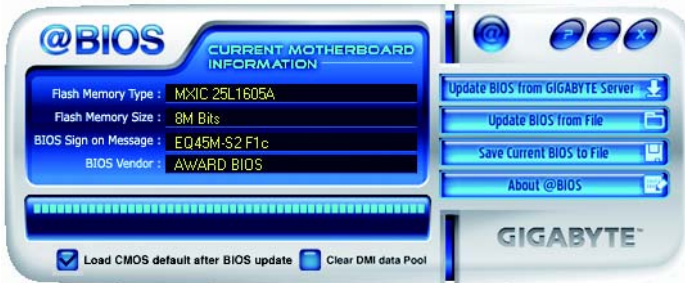 @BIOS
CURRENT MOTHERBOARD
INFORMATION
Flash Memory Type : MXIC 25L1605A
Flash Memory Size : 8M Bits
BIOS Sign on Message : EQ45M-S2 F1c
BIOS Vendor : AWARD BIOS
Load CMOS default after BIOS update
Clear DMI data Pool
@
? _ X
Update BIOS from GIGABYTE Server
Update BIOS from File
Save Current BIOS to File
About @BIOS
GIGABYTE™